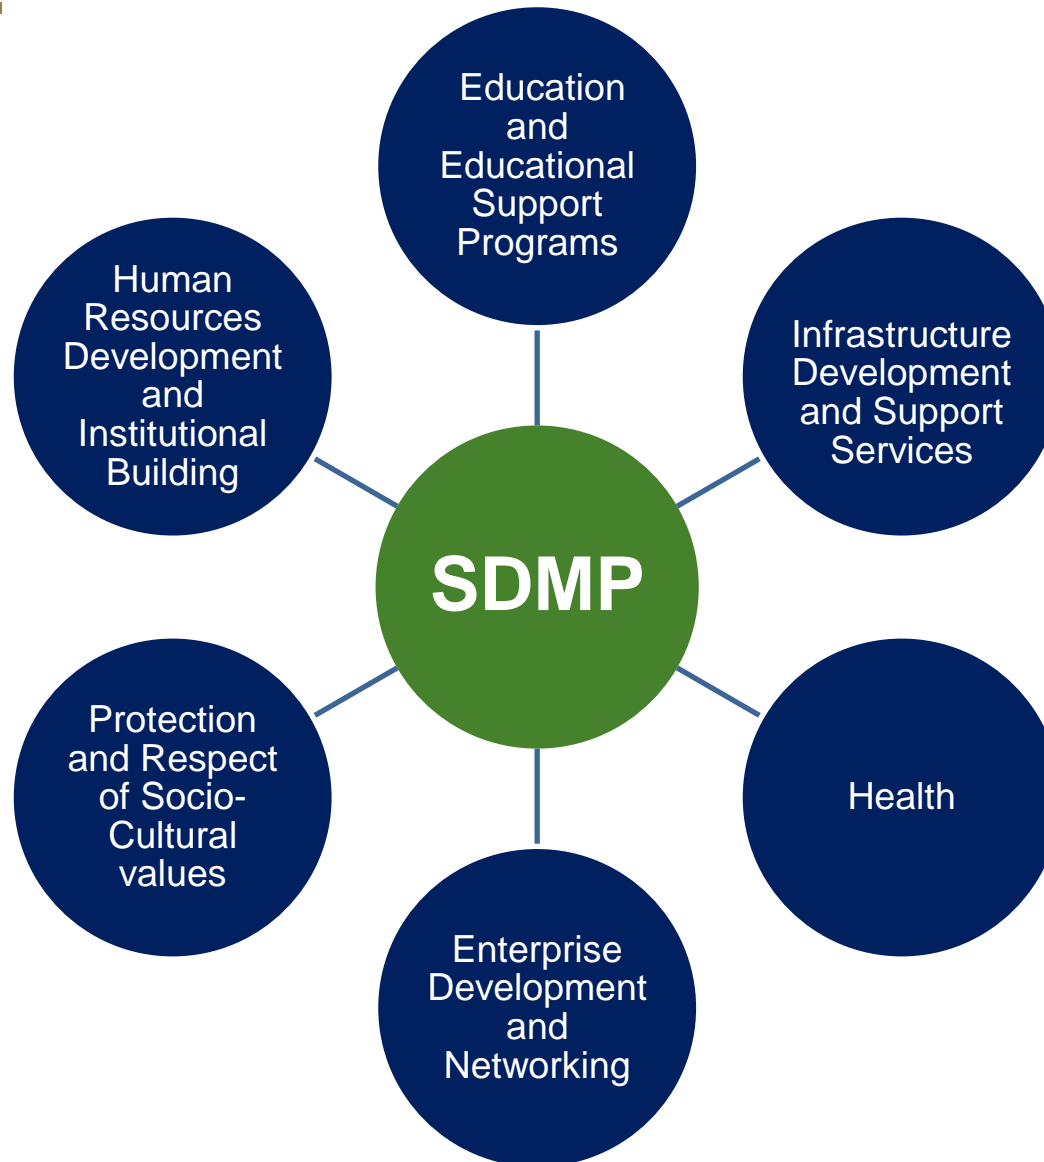 Education
and
Educational
Support
Programs
Human
Resources
Development
and
Institutional
Building
Infrastructure
Development
and Support
Services
SDMP
Protection
and Respect
of Socio-
Cultural
values
Health
Enterprise
Development
and
Networking